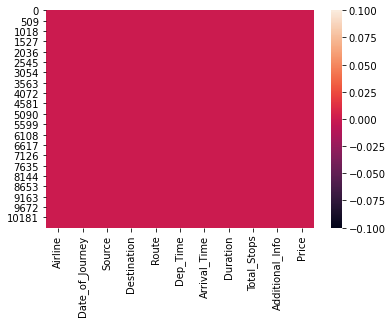 0
509
1018
1527
2036
2545
3054
3563
4072
4581
5090
5599
6108
6617
7126
7635
8144
8653
9163
9672
10181
Airline
Date_of_Journey
Source
Destination
Route
Dep_Time
Arrival_Time
Duration
Total_Stops
Additional_Info
Price
0.100
0.075
0.050
0.025
0.000
−0.025
−0.050
−0.075
−0.100